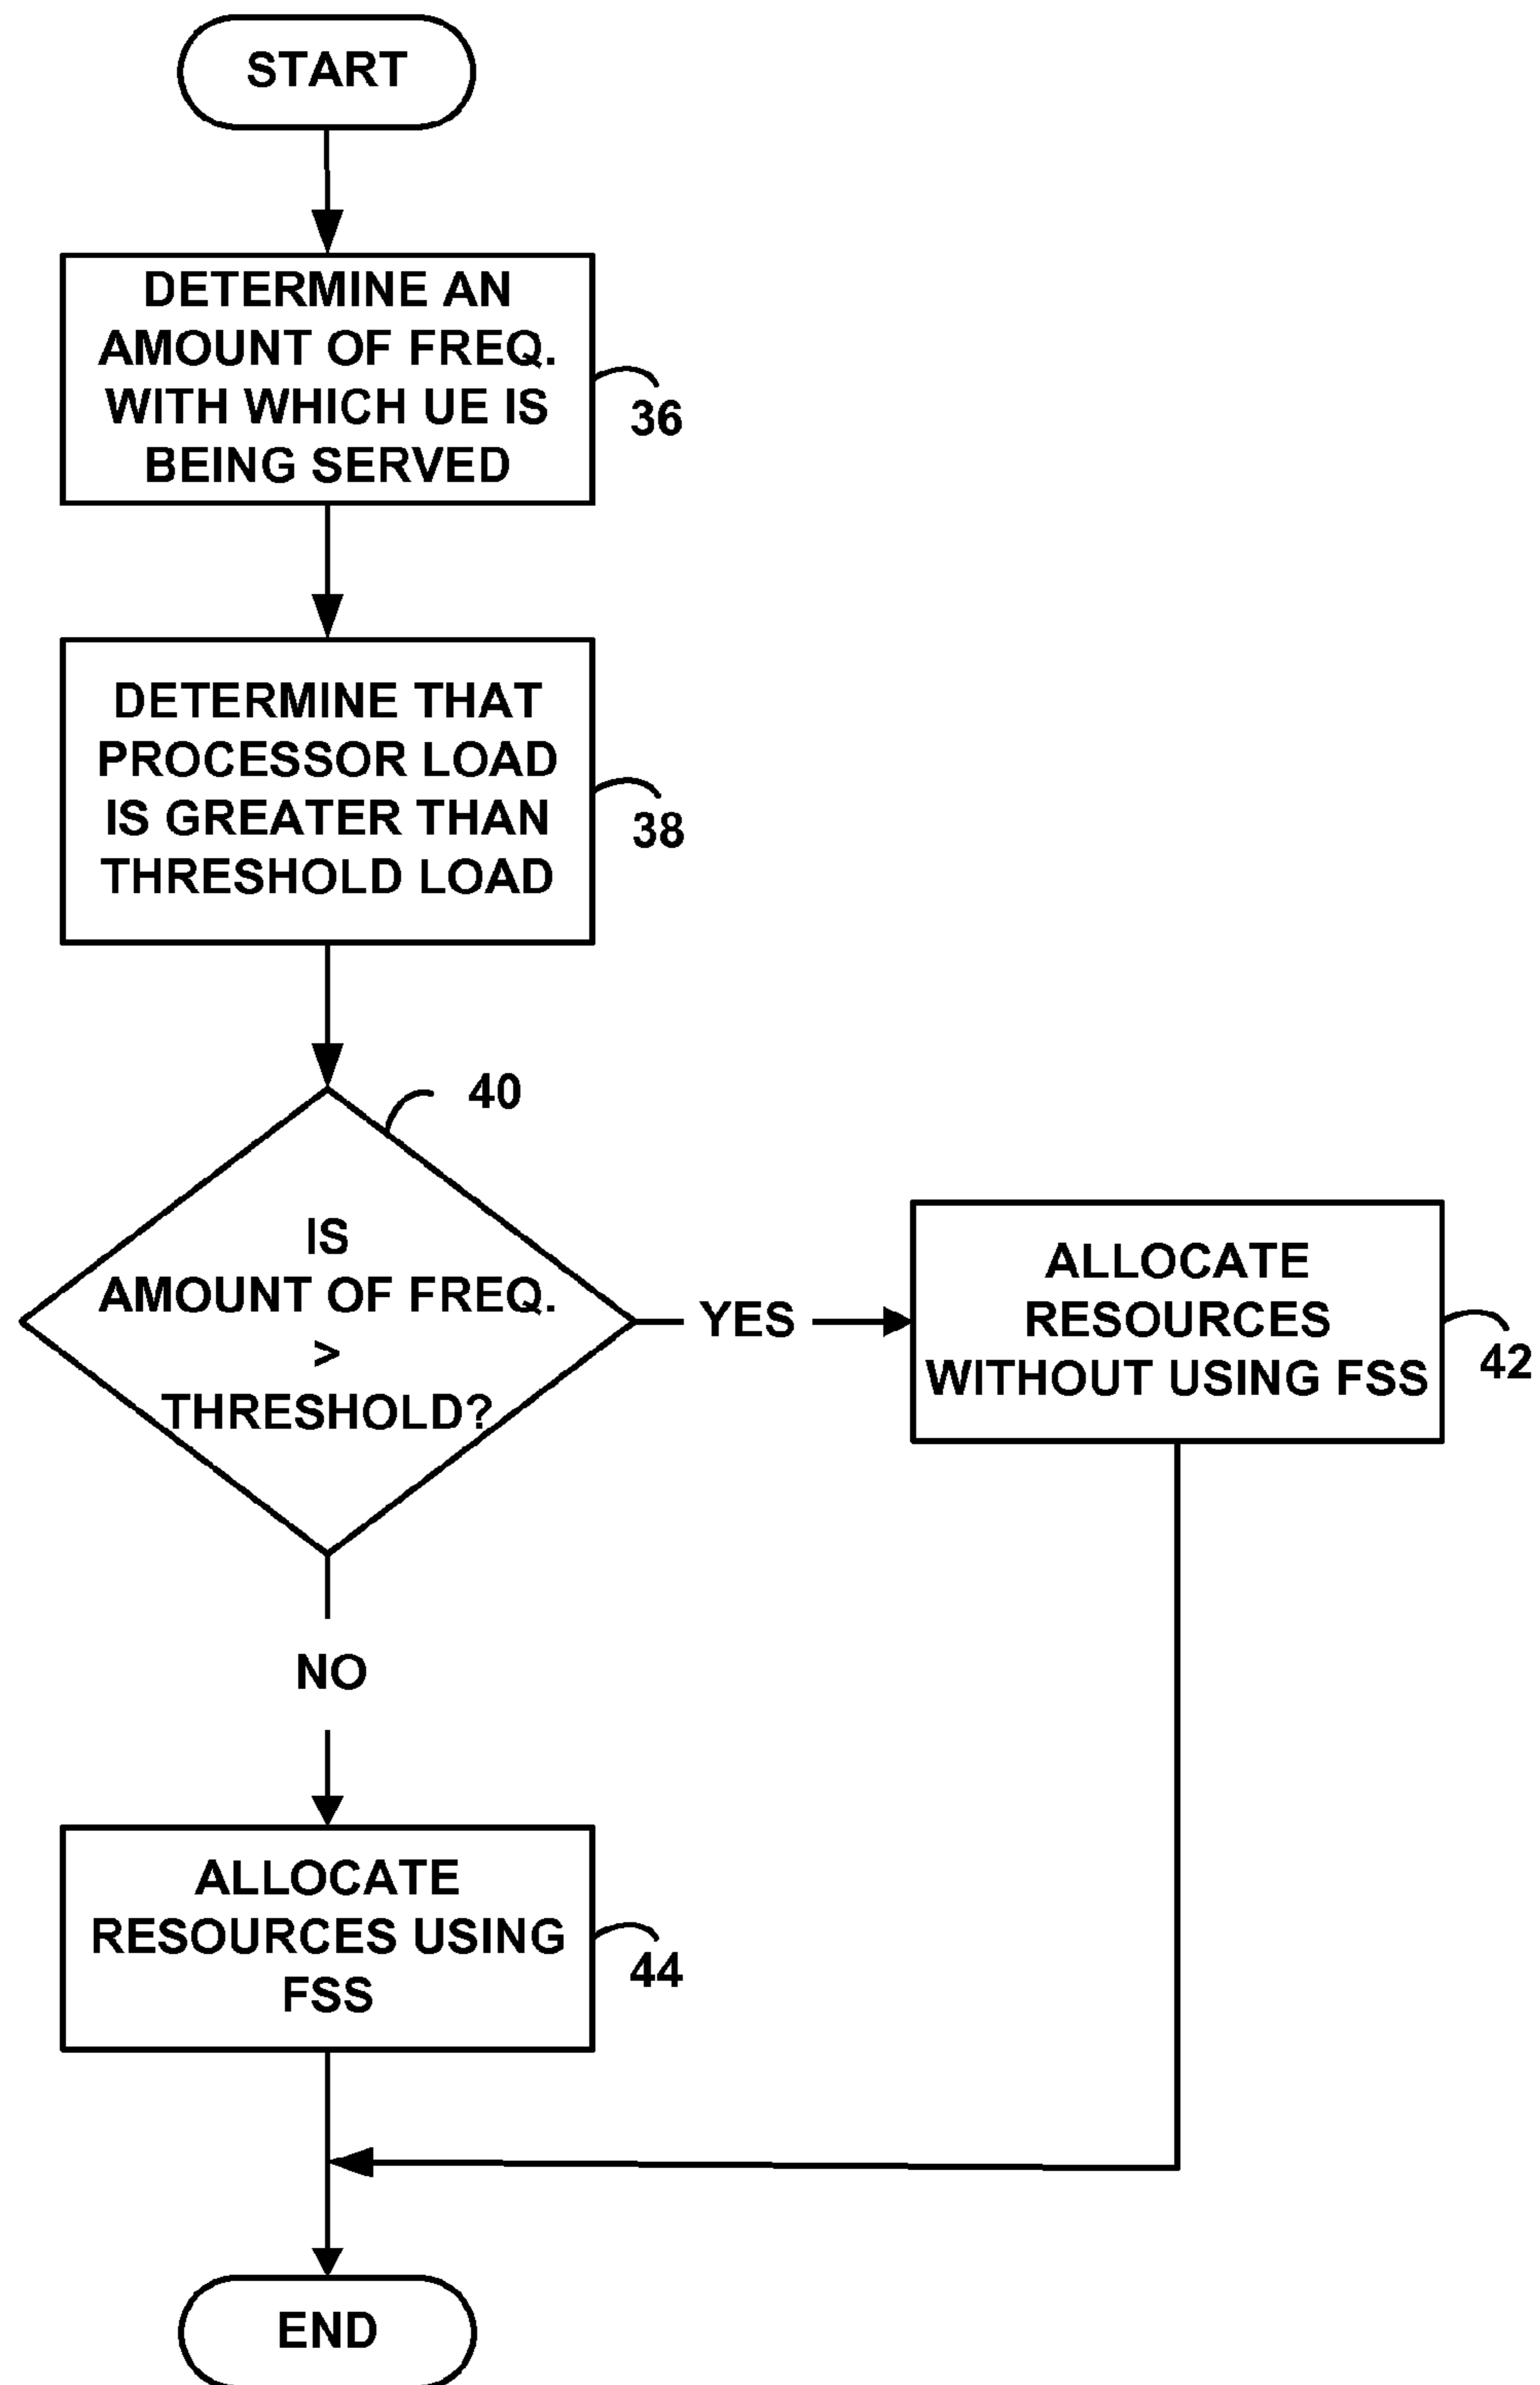 START
DETERMINE AN
AMOUNT OF FREQ.
WITH WHICH UE IS
BEING SERVED
36
DETERMINE THAT
PROCESSOR LOAD
IS GREATER THAN
THRESHOLD LOAD
38
40
IS
AMOUNT OF FREQ.
>
THRESHOLD?
YES
ALLOCATE
RESOURCES
WITHOUT USING FSS
42
NO
ALLOCATE
RESOURCES USING
FSS
44
END